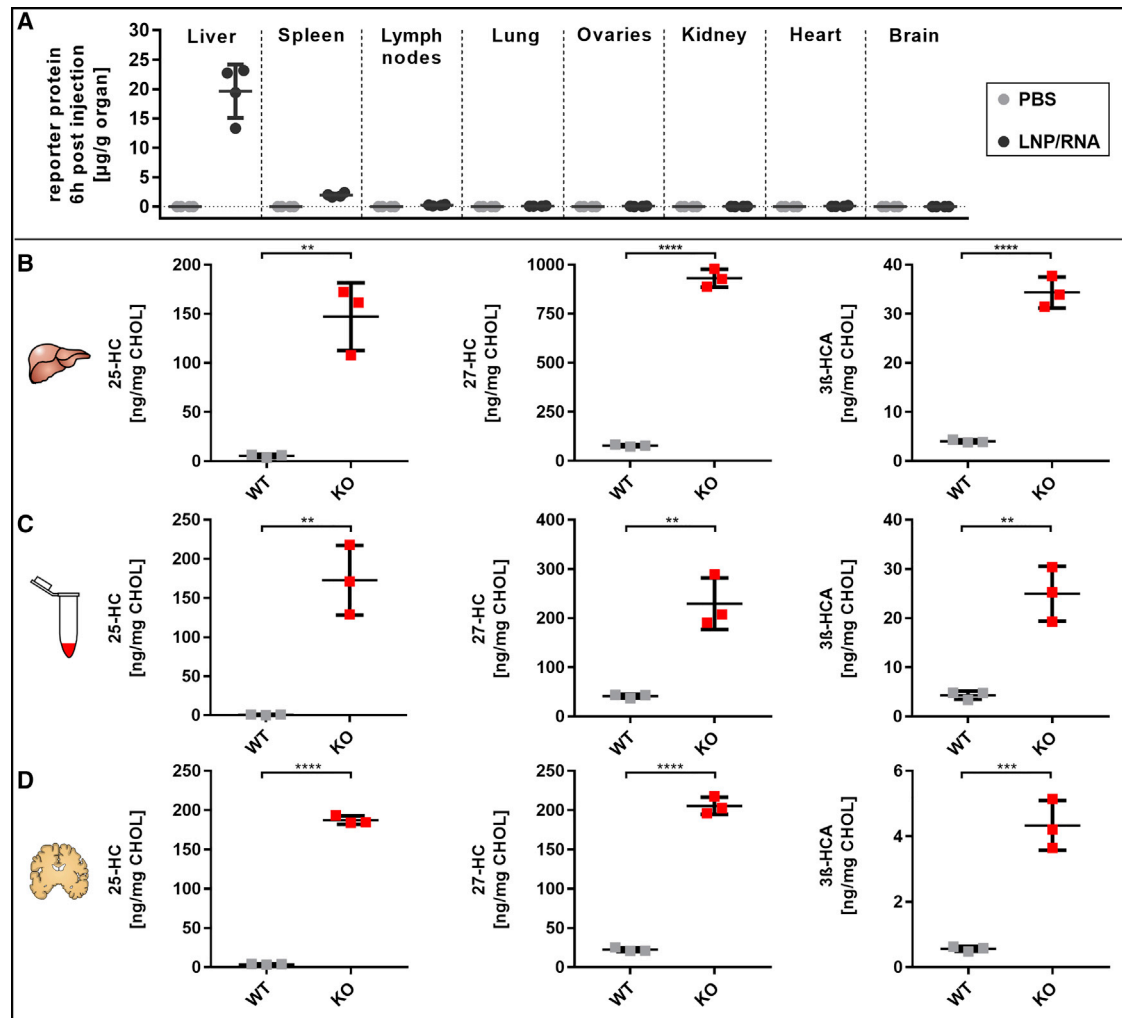 A
reporter protein
6h post injection
[µg/g organ]
30
25
20
15
10
5
0
Liver
Spleen
Lymph
nodes
Lung
Ovaries
Kidney
Heart
Brain
PBS
LNP/RNA
B
25-HC
[ng/mg CHOL]
200
150
100
50
0
**
WT
KO
27-HC
[ng/mg CHOL]
1000
750
500
250
0
****
WT
KO
3ß-HCA
[ng/mg CHOL]
40
30
20
10
0
****
WT
KO
C
25-HC
[ng/mg CHOL]
250
200
150
100
50
0
**
WT
KO
27-HC
[ng/mg CHOL]
400
300
200
100
0
**
WT
KO
3ß-HCA
[ng/mg CHOL]
40
30
20
10
0
**
WT
KO
D
25-HC
[ng/mg CHOL]
250
200
150
100
50
0
****
WT
KO
27-HC
[ng/mg CHOL]
250
200
150
100
50
0
****
WT
KO
3ß-HCA
[ng/mg CHOL]
6
4
2
0
***
WT
KO